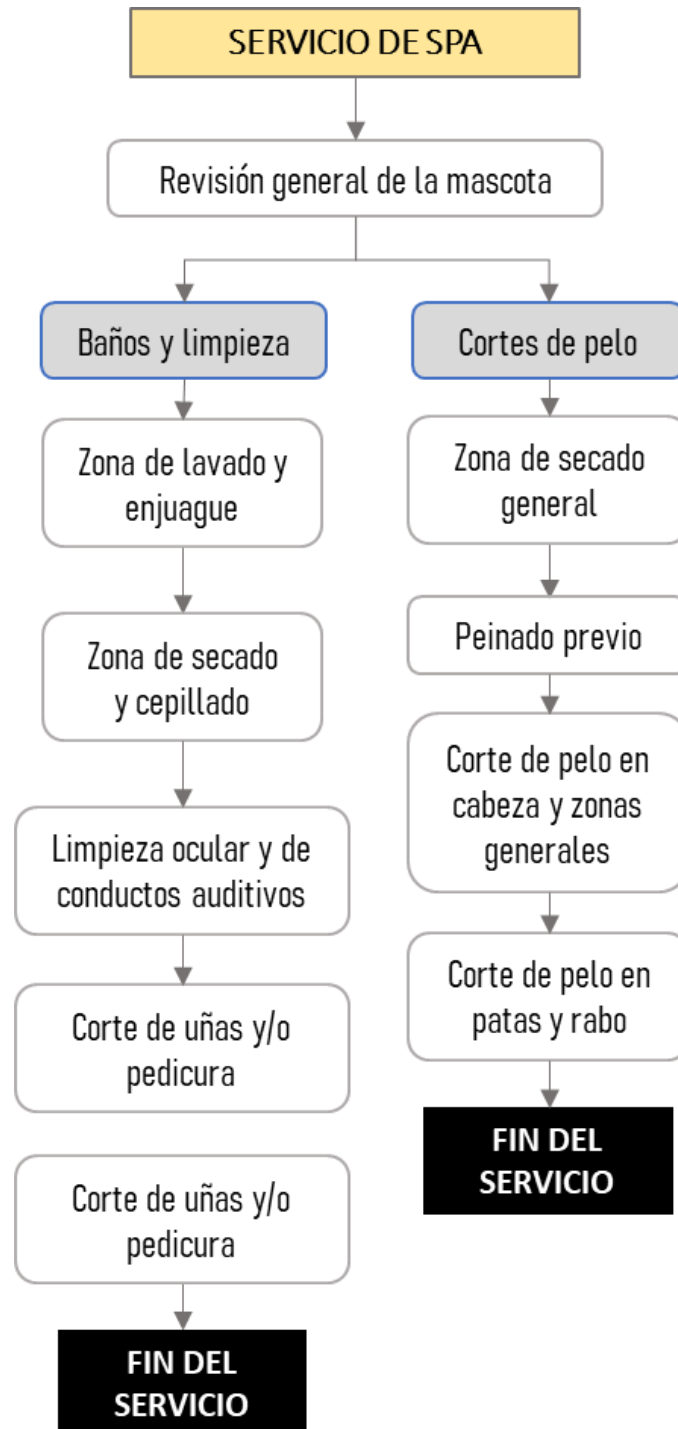 SERVICIO DE SPA
Revisión general de la mascota
Baños y limpieza
Zona de lavado y
enjuague
Zona de secado
y cepillado
Limpieza ocular y de
conductos auditivos
Corte de uñas y/o
pedicura
Corte de uñas y/o
pedicura
FIN DEL
SERVICIO
Cortes de pelo
Zona de secado
general
Peinado previo
Corte de pelo en
cabeza y zonas
generales
Corte de pelo en
patas y rabo
FIN DEL
SERVICIO